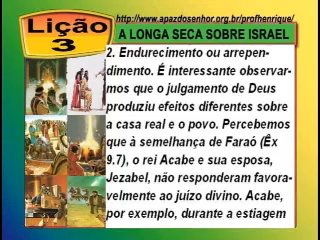 Lição
3
http://www.apazdosenhor.org.br/profhenrique/
A LONGA SECA SOBRE ISRAEL
2. Endurecimento ou arrepen-
dimento. É interessante observar-
mos que o julgamento de Deus
produziu efeitos diferentes sobre
a casa real e o povo. Percebemos
que à semelhança de Faraó (Êx
9.7), o rei Acabe e sua esposa,
Jezabel, não responderam favora-
velmente ao juízo divino. Acabe,
por exemplo, durante a estiagem